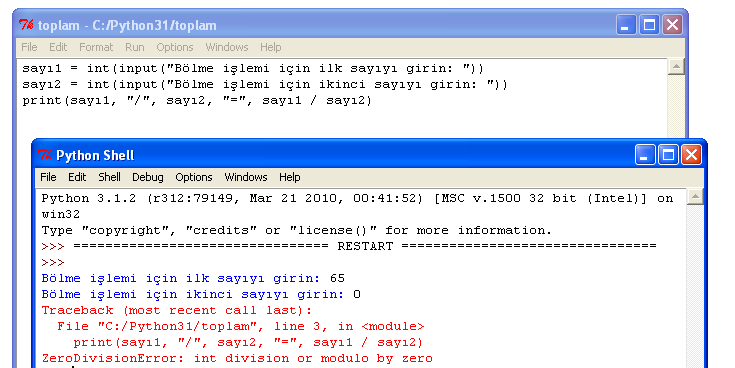 toplam - C:/Python31/toplam
File Edit Format Run Options Windows Help
sayı1 = int(input("Bölme işlemi için ilk sayıyı girin: "))
sayı2 = int(input("Bölme işlemi için ikinci sayıyı girin: "))
print(sayı1, "/", sayı2, "=", sayı1 / sayı2)
Python Shell
File Edit Shell Debug Options Windows Help
Python 3.1.2 (r312:79149, Mar 21 2010, 00:41:52) [MSC v.1500 32 bit (Intel)] on
win32
Type "copyright", "credits" or "license()" for more information.
>>> ================================ RESTART ================================
>>>
Bölme işlemi için ilk sayıyı girin: 65
Bölme işlemi için ikinci sayıyı girin: 0
Traceback (most recent call last):
  File "C:/Python31/toplam", line 3, in <module>
    print(sayı1, "/", sayı2, "=", sayı1 / sayı2)
ZeroDivisionError: int division or modulo by zero